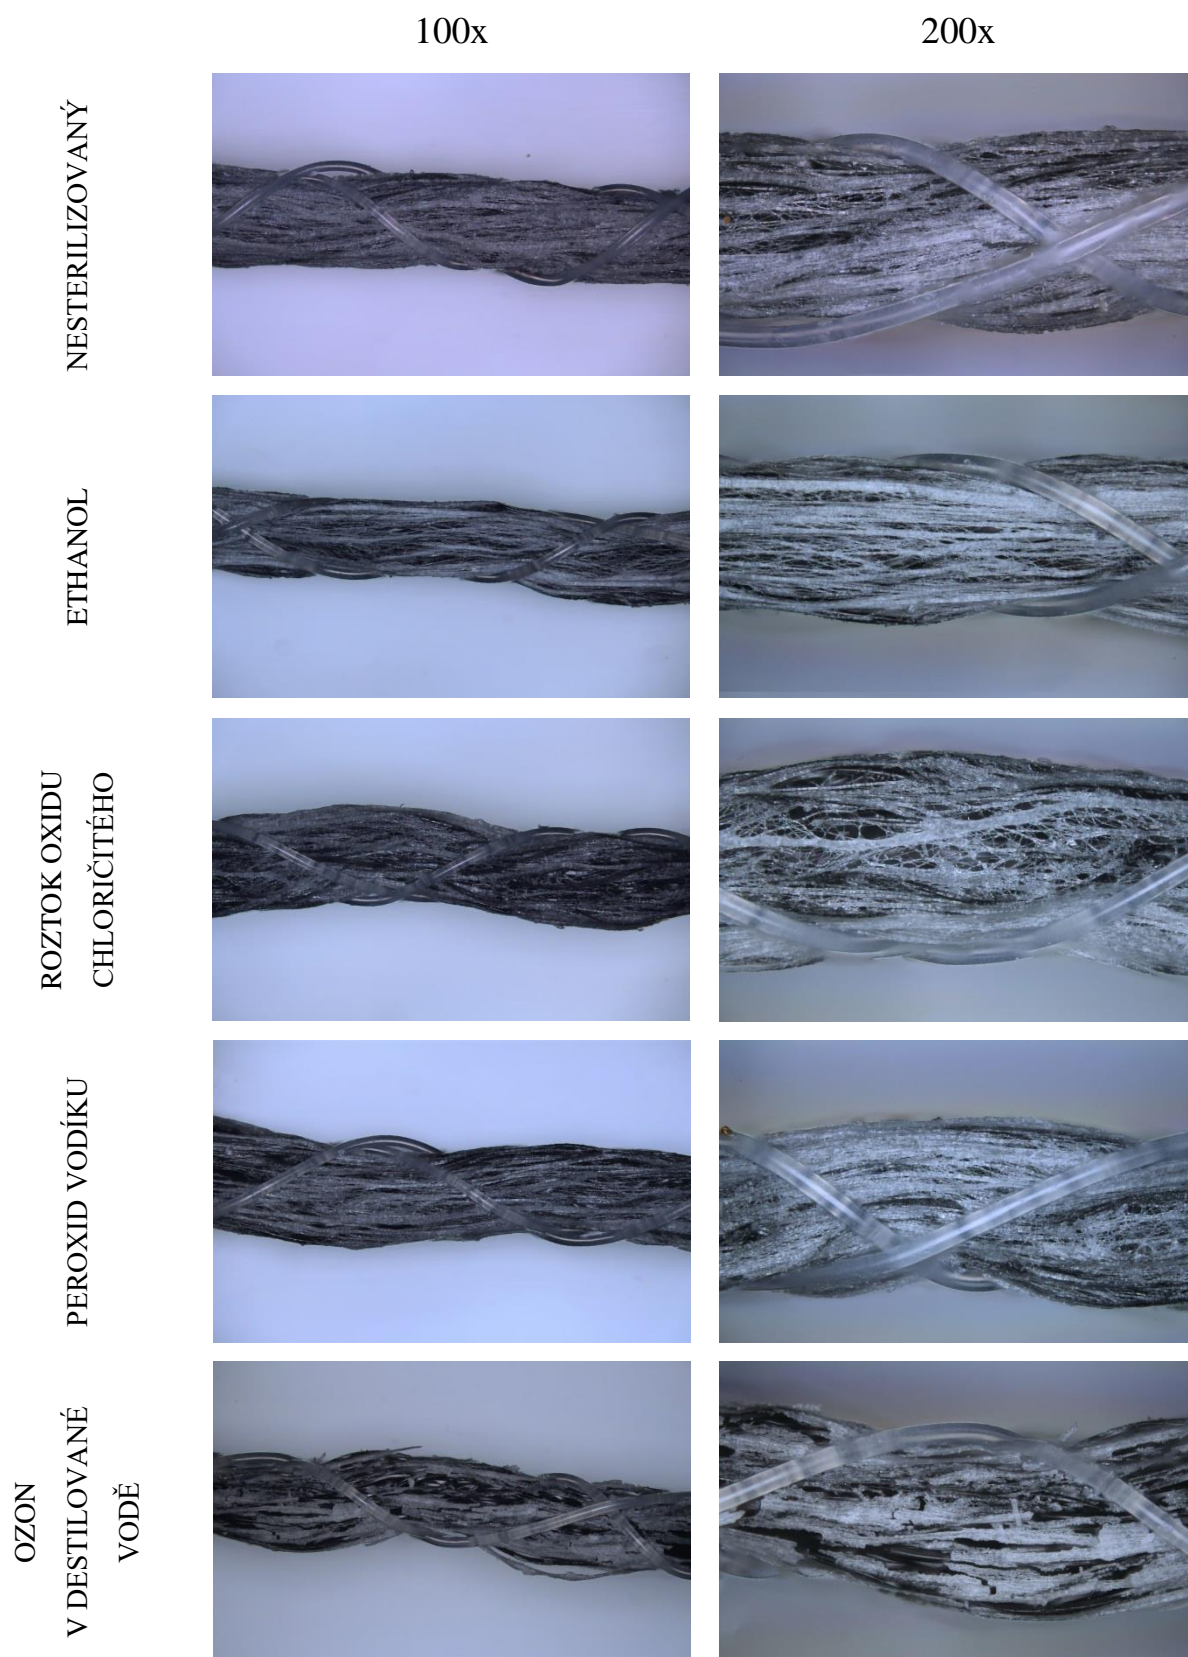 100x
200x
NESTERILIZOVANÝ
ETHANOL
ROZTOK OXIDU
CHLORIČITÉHO
PEROXID VODÍKU
OZON
V DESTILOVANÉ
VODĚ